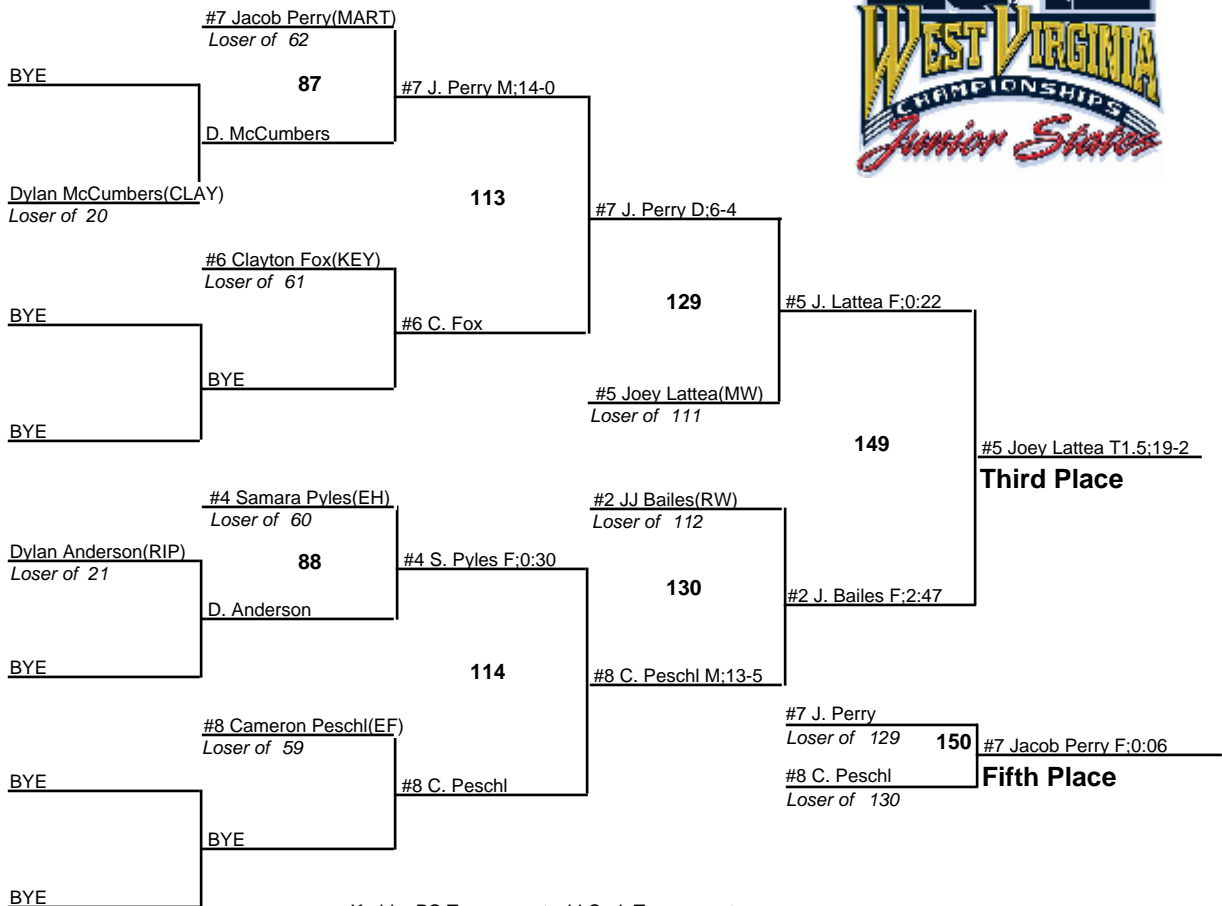 #7 Jacob Perry(MART)
Loser of 62
WEST VIRGINIA
CHAMPIONSHIPS
Junior States
BYE
87
#7 J. Perry M;14-0
D. McCumbers
Dylan McCumbers(CLAY)
Loser of 20
113
#7 J. Perry D;6-4
#6 Clayton Fox(KEY)
Loser of 61
BYE
129
#5 J. Lattea F;0:22
#6 C. Fox
BYE
#5 Joey Lattea(MW)
Loser of 111
BYE
149
#5 Joey Lattea T1.5;19-2
Third Place
#4 Samara Pyles(EH)
Loser of 60
#2 JJ Bailes(RW)
Loser of 112
Dylan Anderson(RIP)
Loser of 21
88
#4 S. Pyles F;0:30
130
#2 J. Bailes F;2:47
D. Anderson
BYE
114
#8 C. Peschl M;13-5
#8 Cameron Peschl(EF)
Loser of 59
#7 J. Perry
Loser of 129
150
#7 Jacob Perry F;0:06
Fifth Place
BYE
#8 C. Peschl
#8 C. Peschl
Loser of 130
BYE
BYE